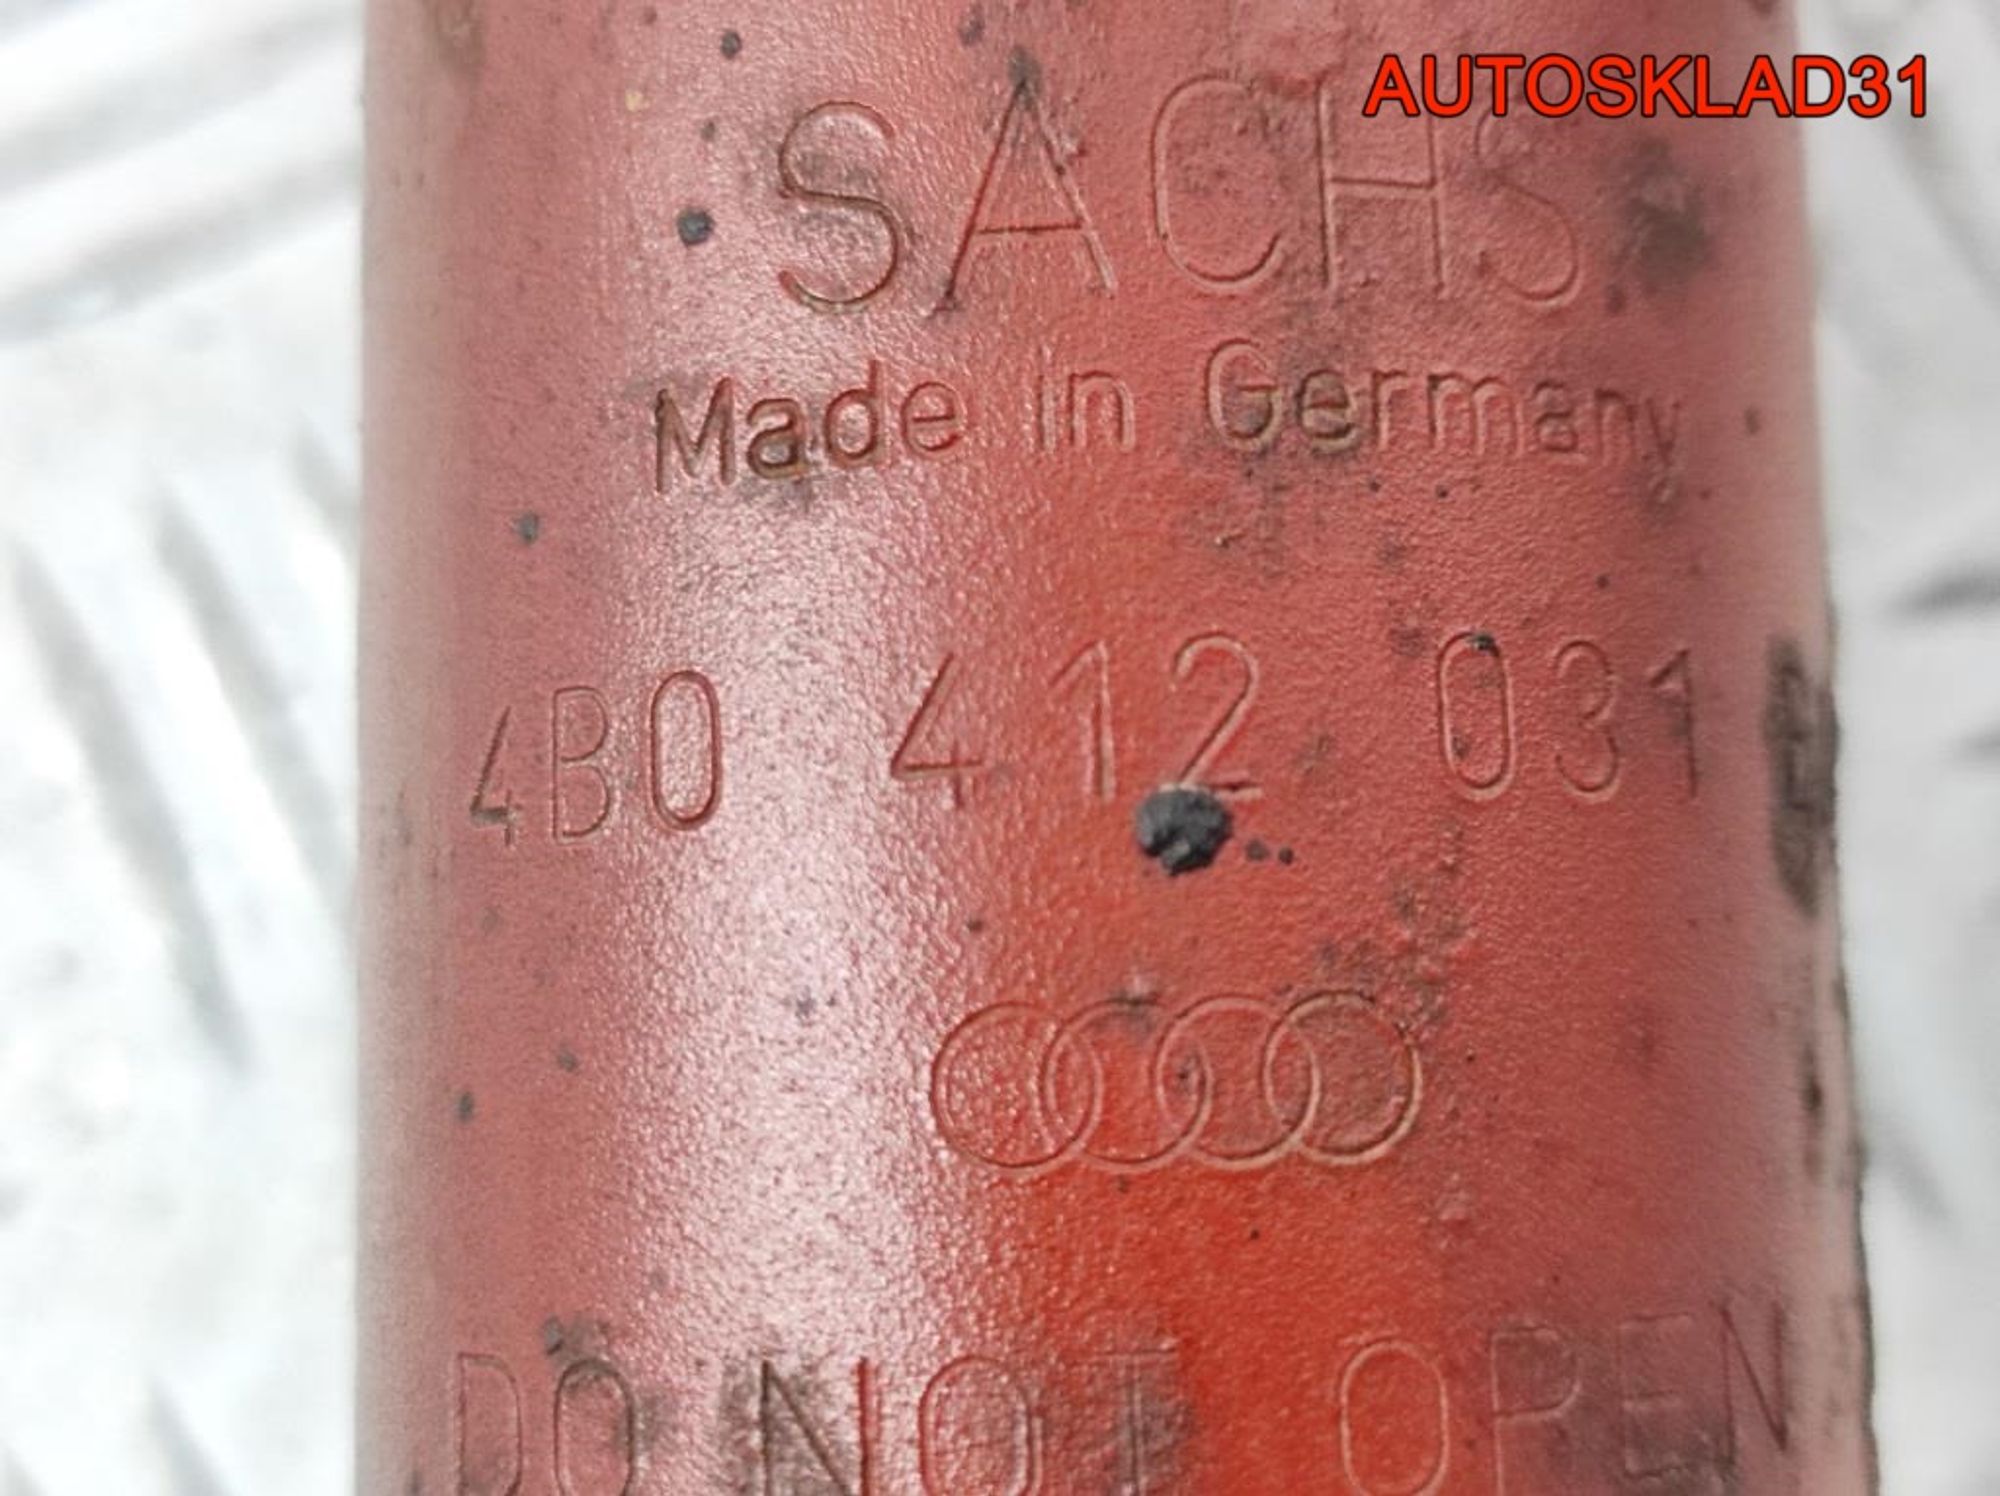 AUTOSKLAD31
SACHS
Made in Germany
4B0 412 031
DO NOT OPEN